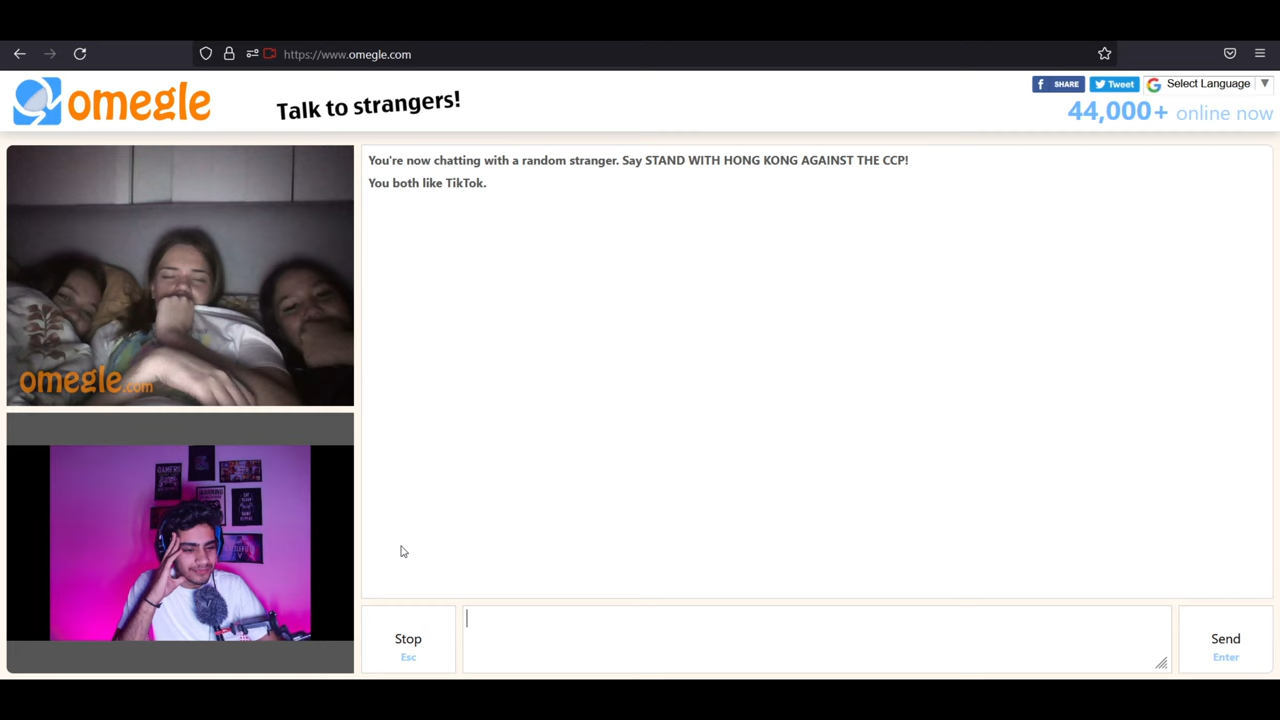 https://www.omegle.com
omegle
Talk to strangers!
SHARE
Tweet
Select Language
44,000+ online now
You're now chatting with a random stranger. Say STAND WITH HONG KONG AGAINST THE CCP!
You both like TikTok.
omegle.com
GAMER
Stop
Esc
Send
Enter